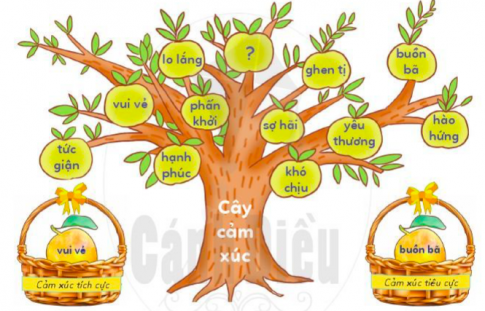 lo lắng
?
ghen tị
buồn
bã
vui vẻ
phấn
khởi
sợ hãi
yêu
thương
hào
hứng
tức
giận
hạnh
phúc
khó
chịu
Cây
cảm
xúc
vui vẻ
Cảm xúc tích cực
buồn bã
Cảm xúc tiêu cực
Cánh Diều